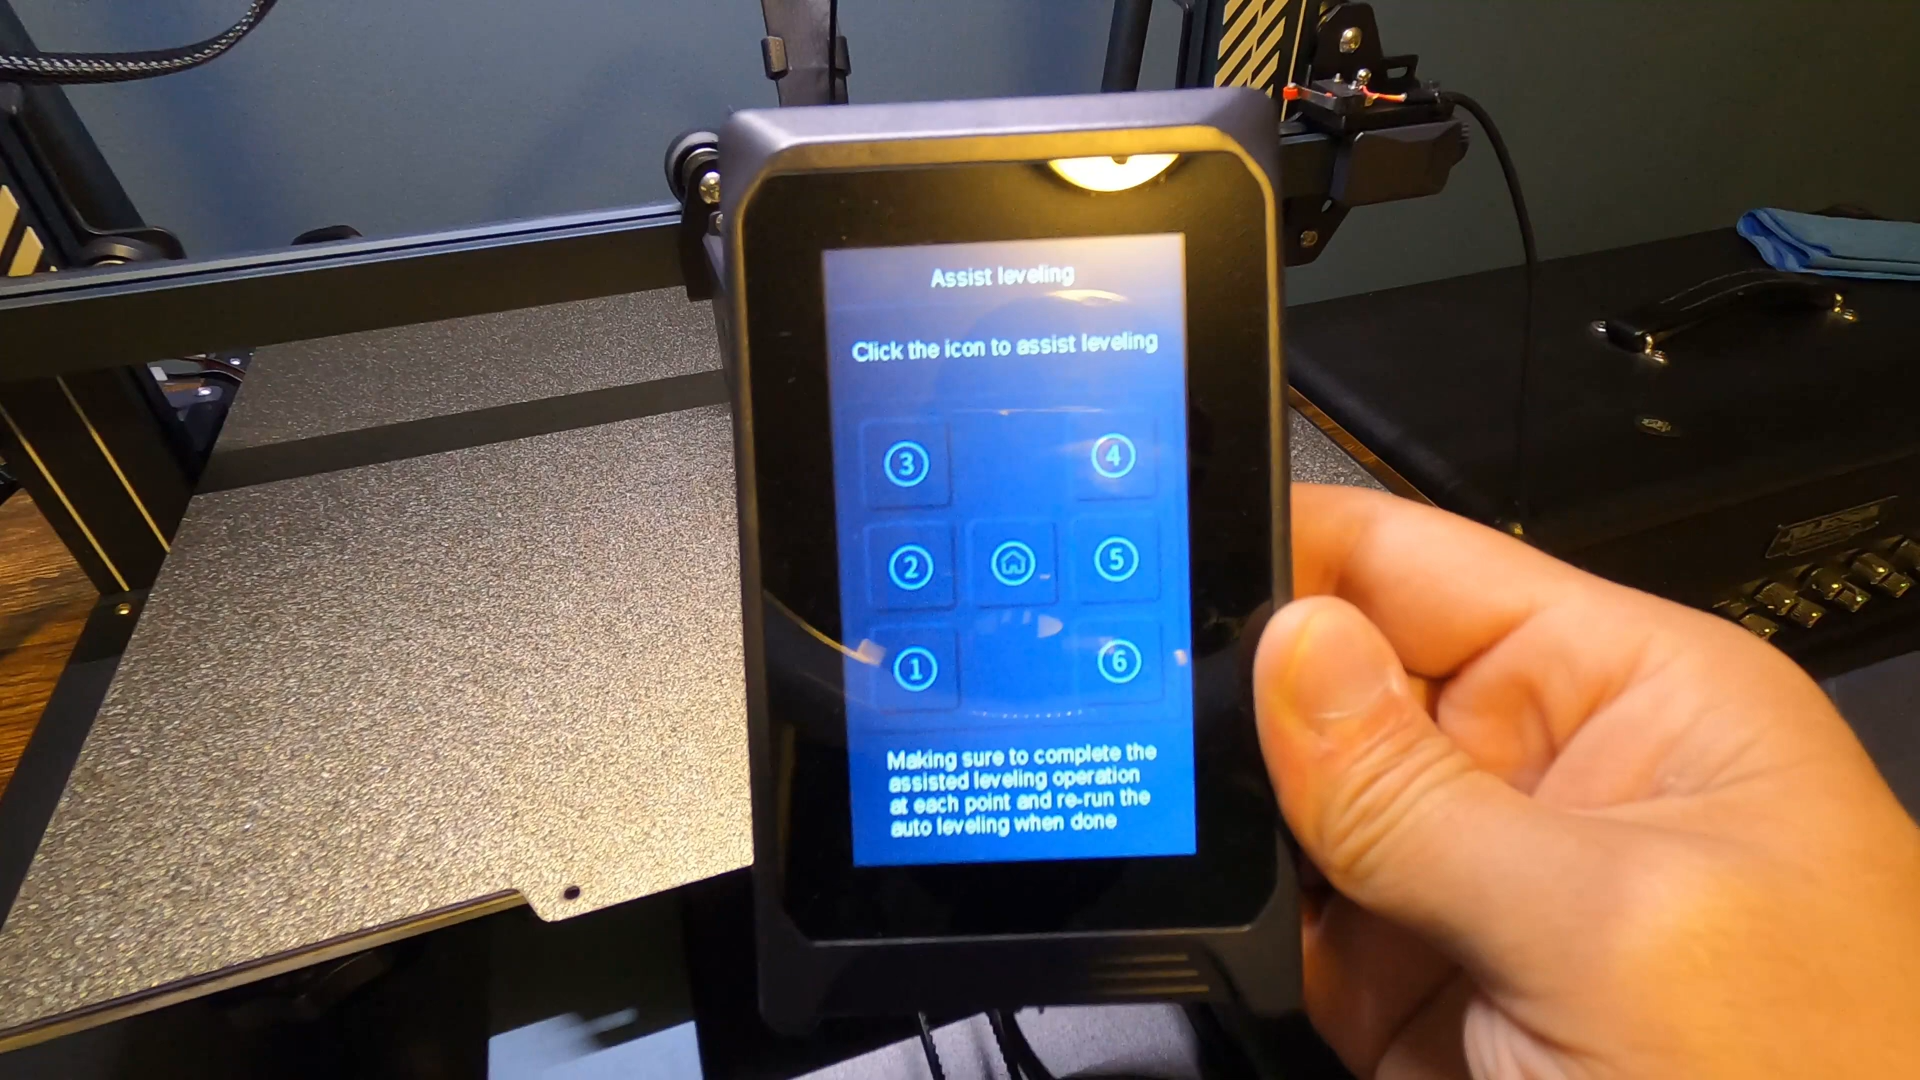 Assist leveling
Click the icon to assist leveling
3 4
2 5
1 6
Making sure to complete the
assisted leveling operation
at each point and re-run the
auto leveling when done